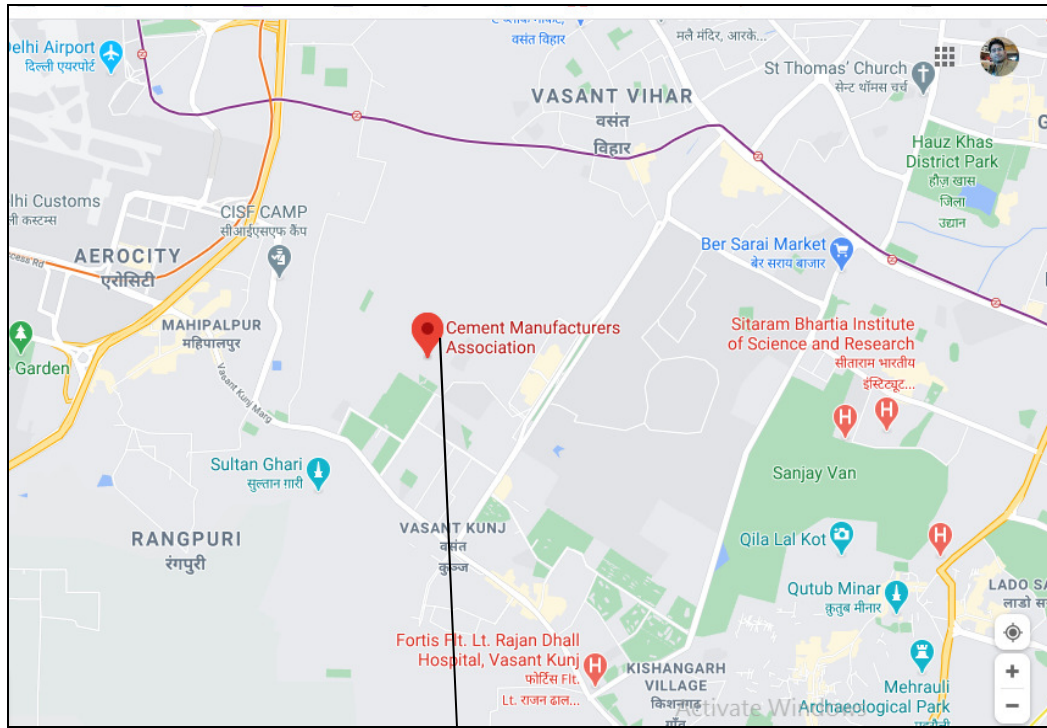 वसंत विहार
मलै मंदिर, आरके...
elhi Airport
दिल्ली एयरपोर्ट
St Thomas' Church
सेन्ट थॉमस चर्च
VASANT VIHAR
वसंत
विहार
Hauz Khas
District Park
हौज़ खास
जिला
उद्यान
lhi Customs
ली कस्टम्स
CISF CAMP
सीआईएसएफ कैंप
AEROCITY
एरोसिटी
cess Rd
Ber Sarai Market
बेर सराय बाजार
MAHIPALPUR
महिपालपुर
Cement Manufacturers
Association
Sitaram Bhartia Institute
of Science and Research
सीताराम भारतीय
इंस्टिट्यूट...
Garden
Vasant Kunj Marg
H
H
Sultan Ghari
सुल्तान ग़ारी
Sanjay Van
VASANT KUNJ
वसंत
कुञ्ज
RANGPURI
रंगपुरी
Qila Lal Kot
H
Qutub Minar
क़ुतुब मीनार
LADO SA
लाडो स
Fortis Flt. Lt. Rajan Dhall
Hospital, Vasant Kunj
फोर्टिस Flt.
Lt. राजन ढाल...
H
KISHANGARH
VILLAGE
किशनगढ़
गाँव
Mehrauli
Archaeological Park
Activate Windows
+
−